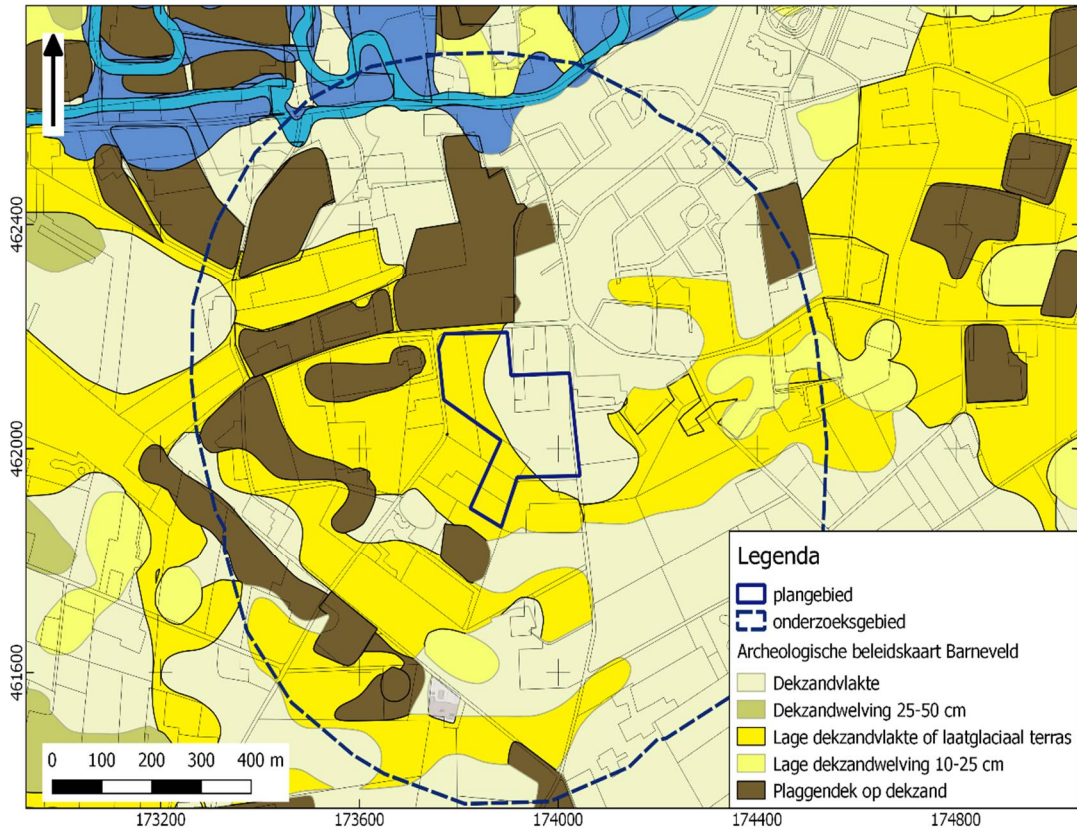 462400
462000
461600
Legenda
plangebied
onderzoeksgebied
Archeologische beleidskaart Barneveld
Dekzandvlakte
Dekzandwelving 25-50 cm
Lage dekzandvlakte of laatglaciaal terras
Lage dekzandwelving 10-25 cm
Plaggendek op dekzand
0 100 200 300 400 m
173200 173600 174000 174400 174800